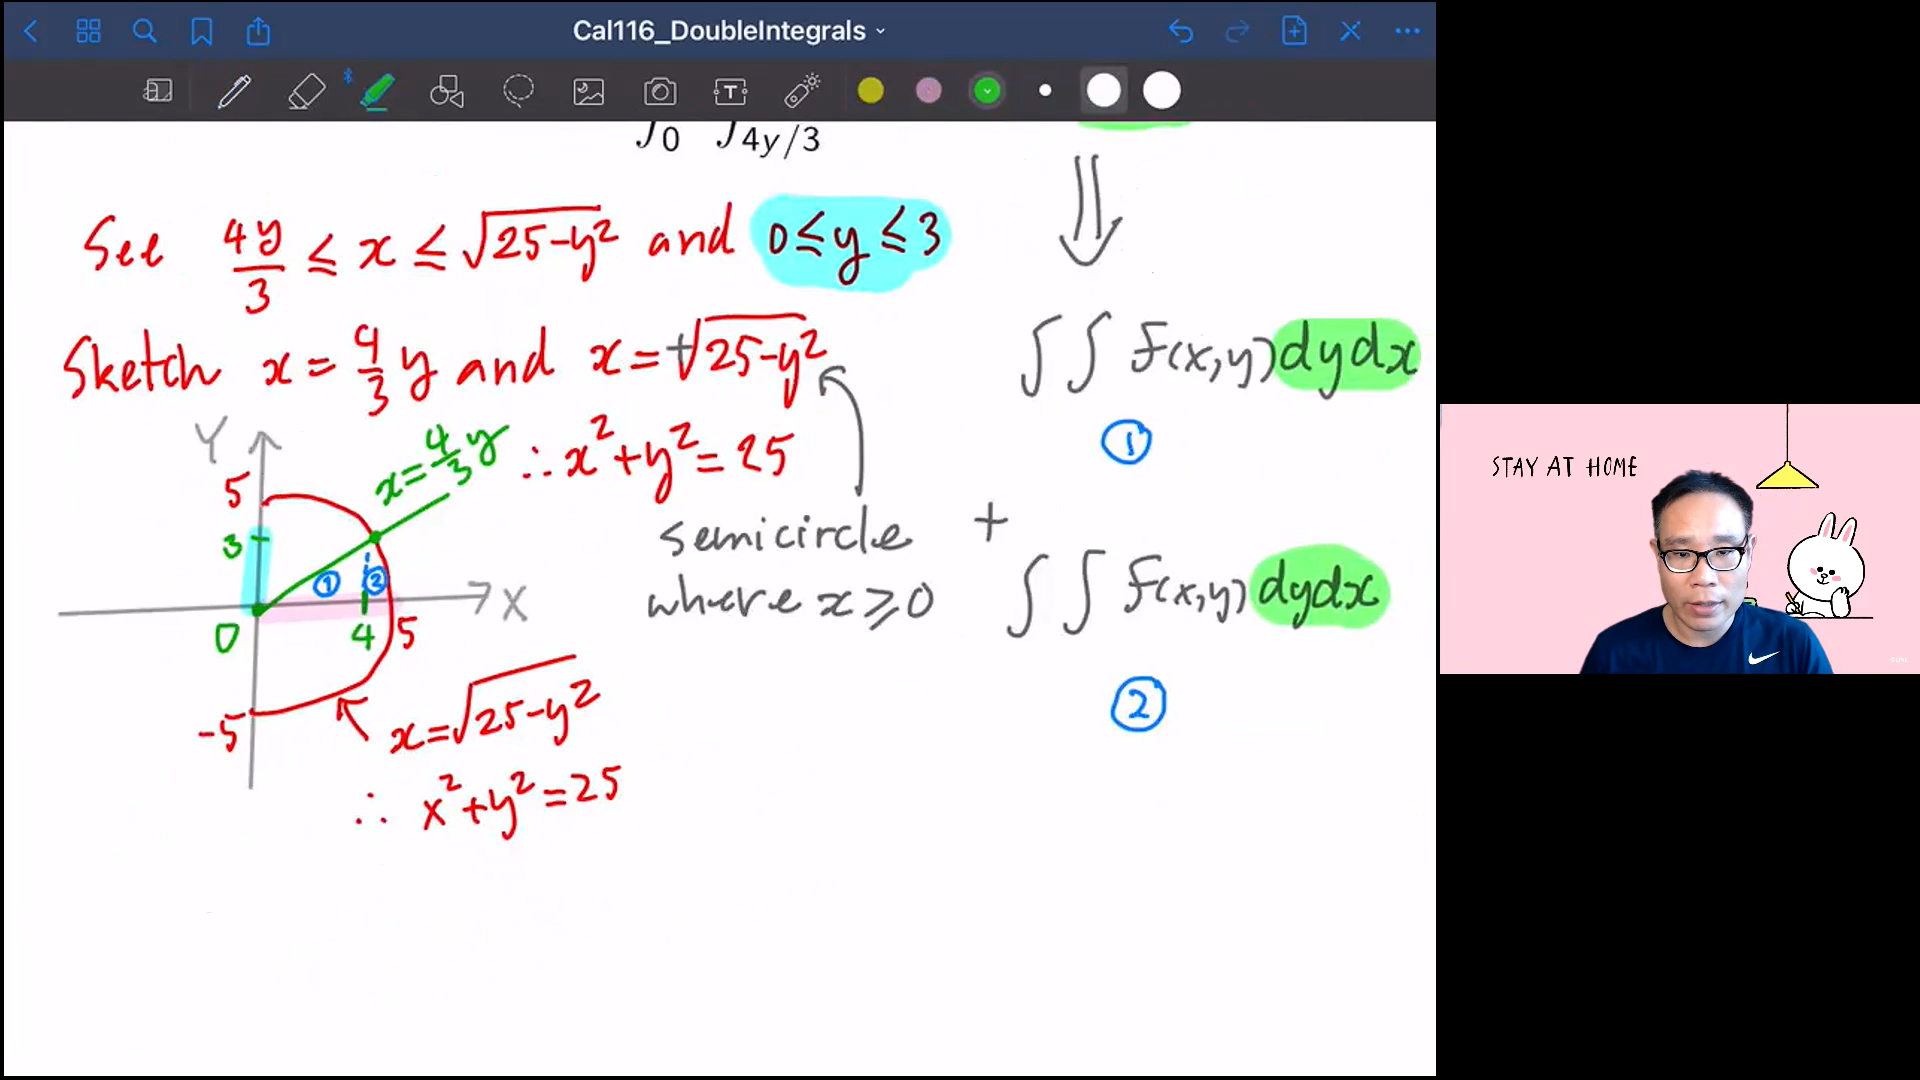 Cal116_DoubleIntegrals
T
∫0 ∫4y/3
See 4y/3 ≤ x ≤ √25-y² and 0≤y≤3
Sketch x = 4/3 y and x = +√25-y²
∴ x²+y² = 25
semicircle
where x ≥ 0
Y
5
3
x = 4/3 y
① ②
X
0
4
5
-5
x = √25-y²
∴ x²+y² = 25
∫∫ f(x,y) dydx
①
+
∫∫ f(x,y) dydx
②
STAY AT HOME